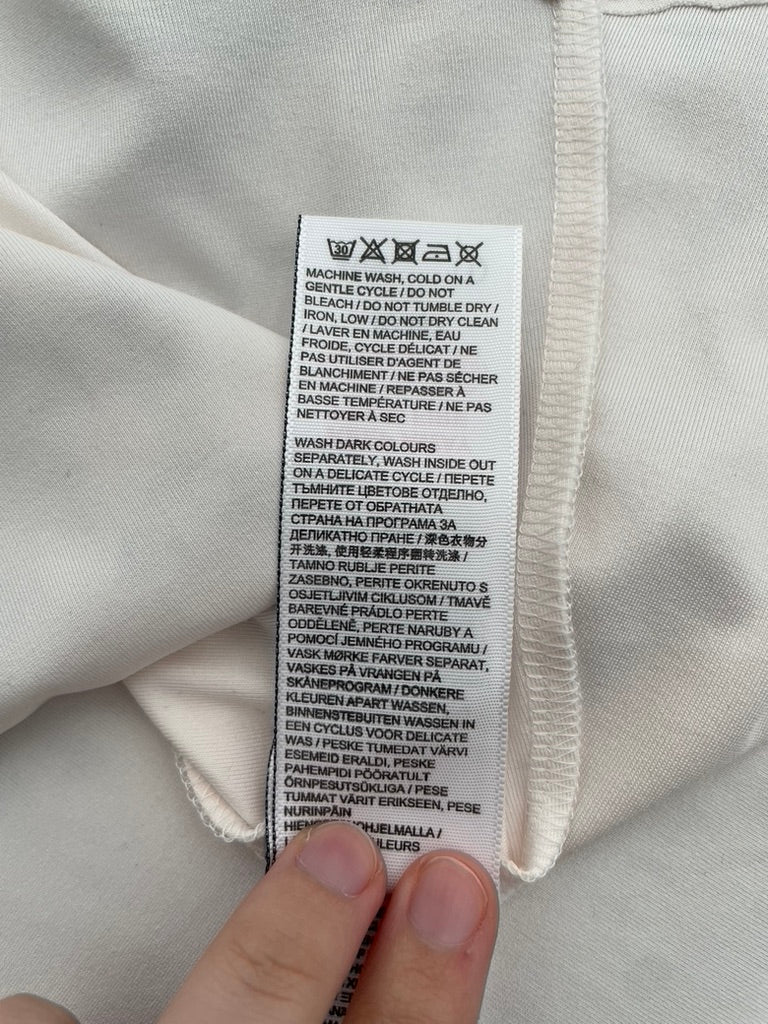 30
MACHINE WASH, COLD ON A
GENTLE CYCLE / DO NOT
BLEACH / DO NOT TUMBLE DRY /
IRON, LOW / DO NOT DRY CLEAN
/ LAVER EN MACHINE, EAU
FROIDE, CYCLE DÉLICAT / NE
PAS UTILISER D'AGENT DE
BLANCHIMENT / NE PAS SÉCHER
EN MACHINE / REPASSER À
BASSE TEMPÉRATURE / NE PAS
NETTOYER À SEC
WASH DARK COLOURS
SEPARATELY, WASH INSIDE OUT
ON A DELICATE CYCLE / ПЕРЕТЕ
ТЪМНИТЕ ЦВЕТОВЕ ОТДЕЛНО,
ПЕРЕТЕ ОТ ОБРАТНАТА
СТРАНА НА ПРОГРАМА ЗА
ДЕЛИКАТНО ПРАНЕ / 深色衣物分
开洗涤, 使用轻柔程序翻转洗涤 /
TAMNO RUBLJE PERITE
ZASEBNO, PERITE OKRENUTO S
OSJETLJIVIM CIKLUSOM / TMAVĚ
BAREVNÉ PRÁDLO PERTE
ODDĚLENĚ, PERTE NARUBY A
POMOCÍ JEMNÉHO PROGRAMU /
VASK MØRKE FARVER SEPARAT,
VASKES PÅ VRANGEN PÅ
SKÅNEPROGRAM / DONKERE
KLEUREN APART WASSEN,
BINNENSTEBUITEN WASSEN IN
EEN CYCLUS VOOR DELICATE
WAS / PESKE TUMEDAT VÄRVI
ESEMEID ERALDI, PESKE
PAHEMPIDI PÖÖRATULT
ÕRNPESUTSÜKLIGA / PESE
TUMMAT VÄRIT ERIKSEEN, PESE
NURINPÄIN